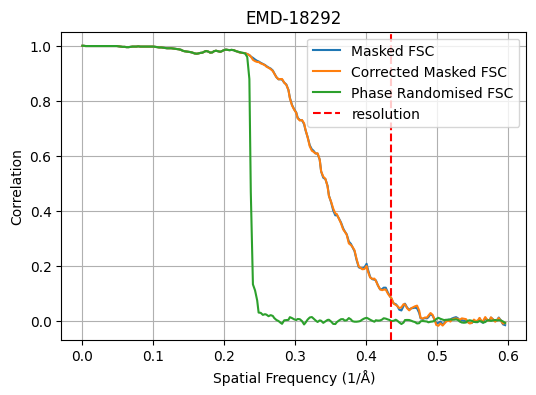 EMD-18292
Masked FSC
Corrected Masked FSC
Phase Randomised FSC
resolution
Correlation
1.0
0.8
0.6
0.4
0.2
0.0
0.0 0.1 0.2 0.3 0.4 0.5 0.6
Spatial Frequency (1/Å)